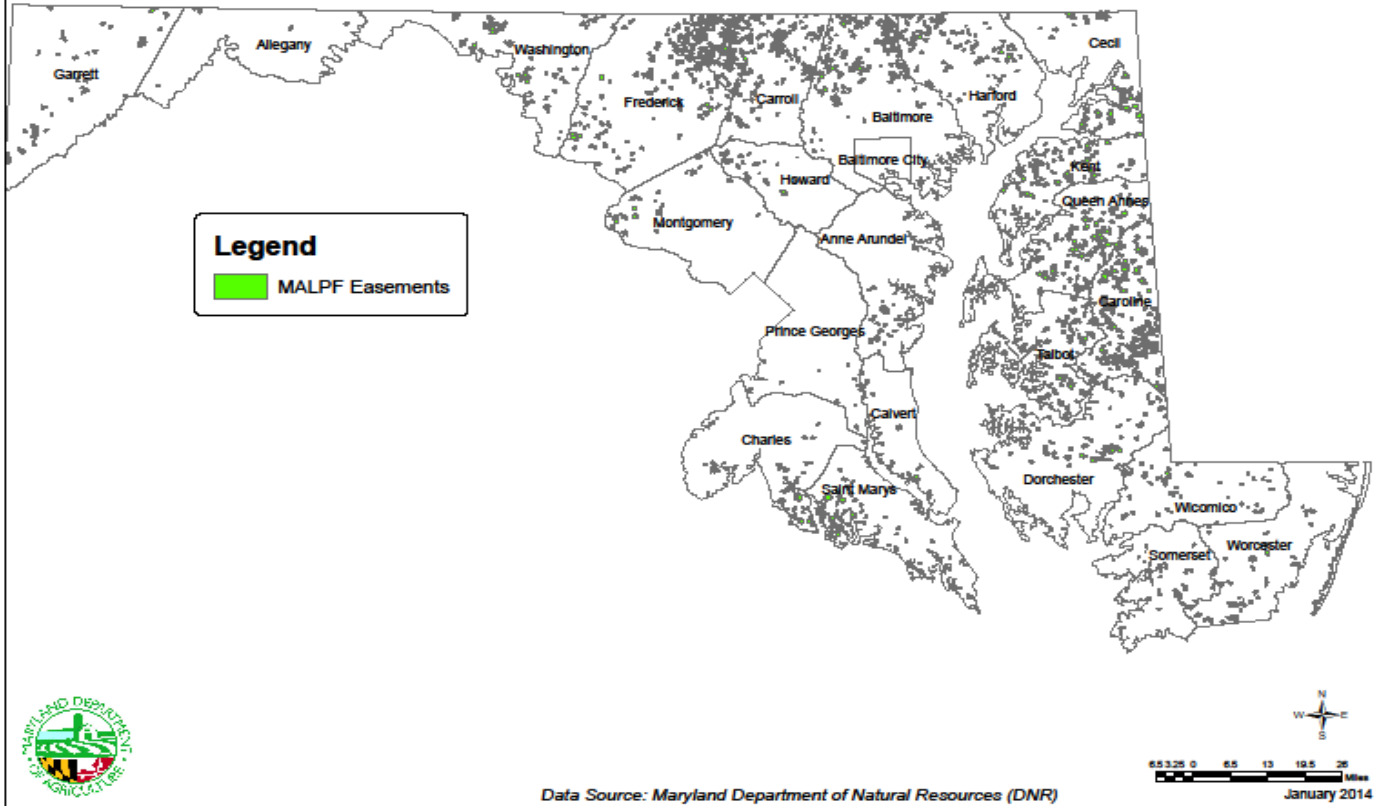 Garrett
Allegany
Washington
Frederick
Carroll
Baltimore
Harford
Cecil
Baltimore City
Howard
Montgomery
Anne Arundel
Kent
Queen Annes
Caroline
Talbot
Prince Georges
Calvert
Charles
Saint Marys
Dorchester
Wicomico
Somerset
Worcester
Legend
MALPF Easements
MARYLAND DEPARTMENT
OF AGRICULTURE
N
W E
S
6.5 3.25 0 6.5 13 19.5 26
Miles
Data Source: Maryland Department of Natural Resources (DNR)
January 2014